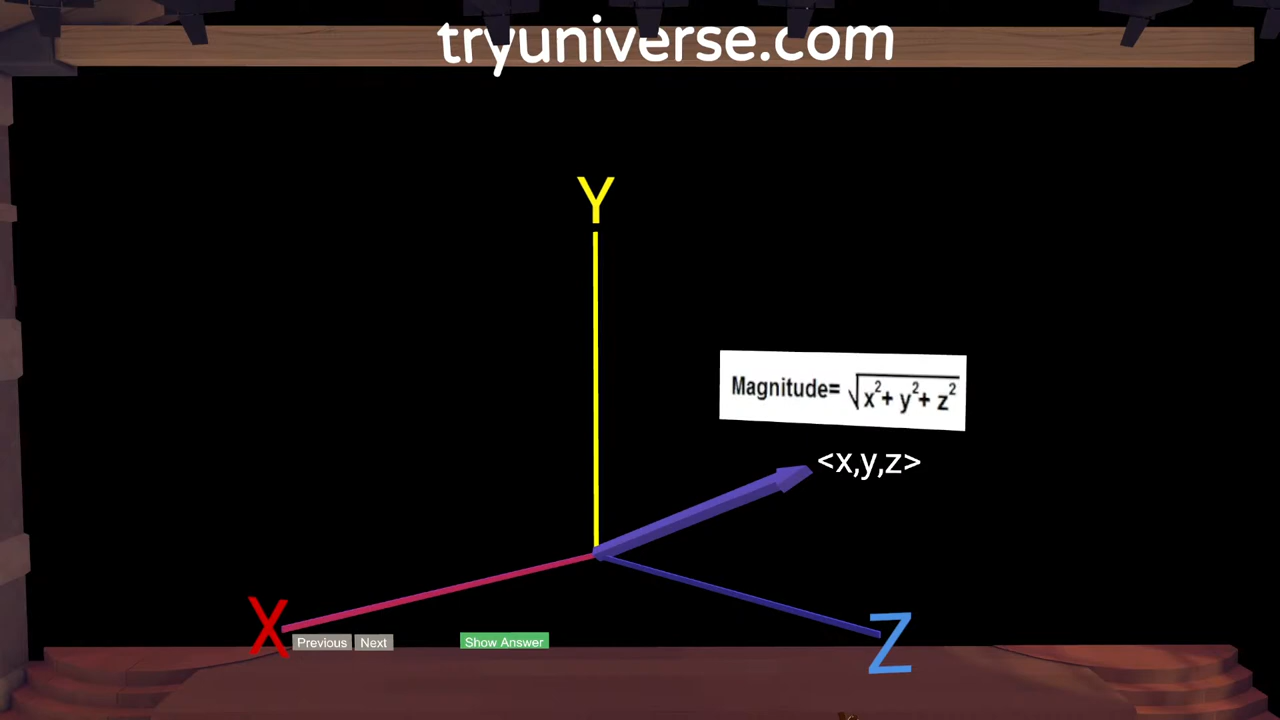 tryuniverse.com
Y
Magnitude= √x²+ y²+ z²
<x,y,z>
X
Previous Next Show Answer
Z